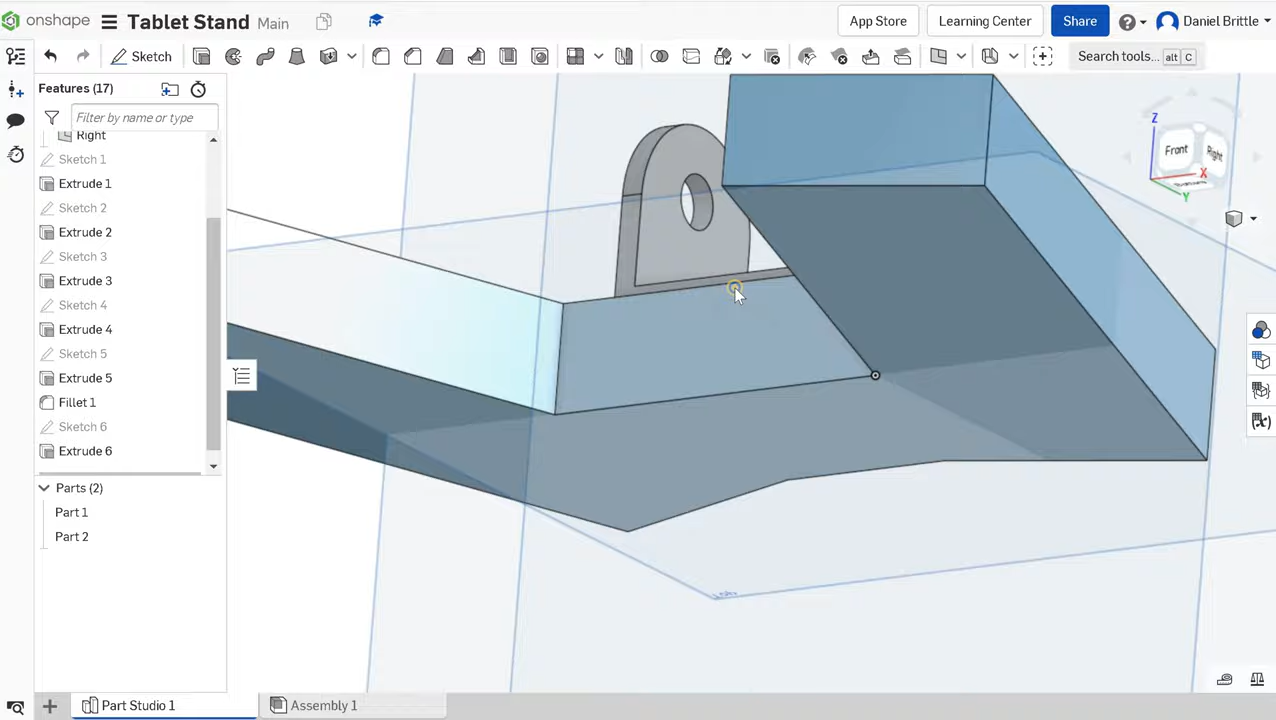 onshape Tablet Stand Main App Store Learning Center Share Daniel Brittle
Sketch Search tools... alt C
Features (17)
Filter by name or type
Right
Sketch 1
Extrude 1
Sketch 2
Extrude 2
Sketch 3
Extrude 3
Sketch 4
Extrude 4
Sketch 5
Extrude 5
Fillet 1
Sketch 6
Extrude 6
Parts (2)
Part 1
Part 2
Z
Front Right
X
Y
Top
Part Studio 1 Assembly 1